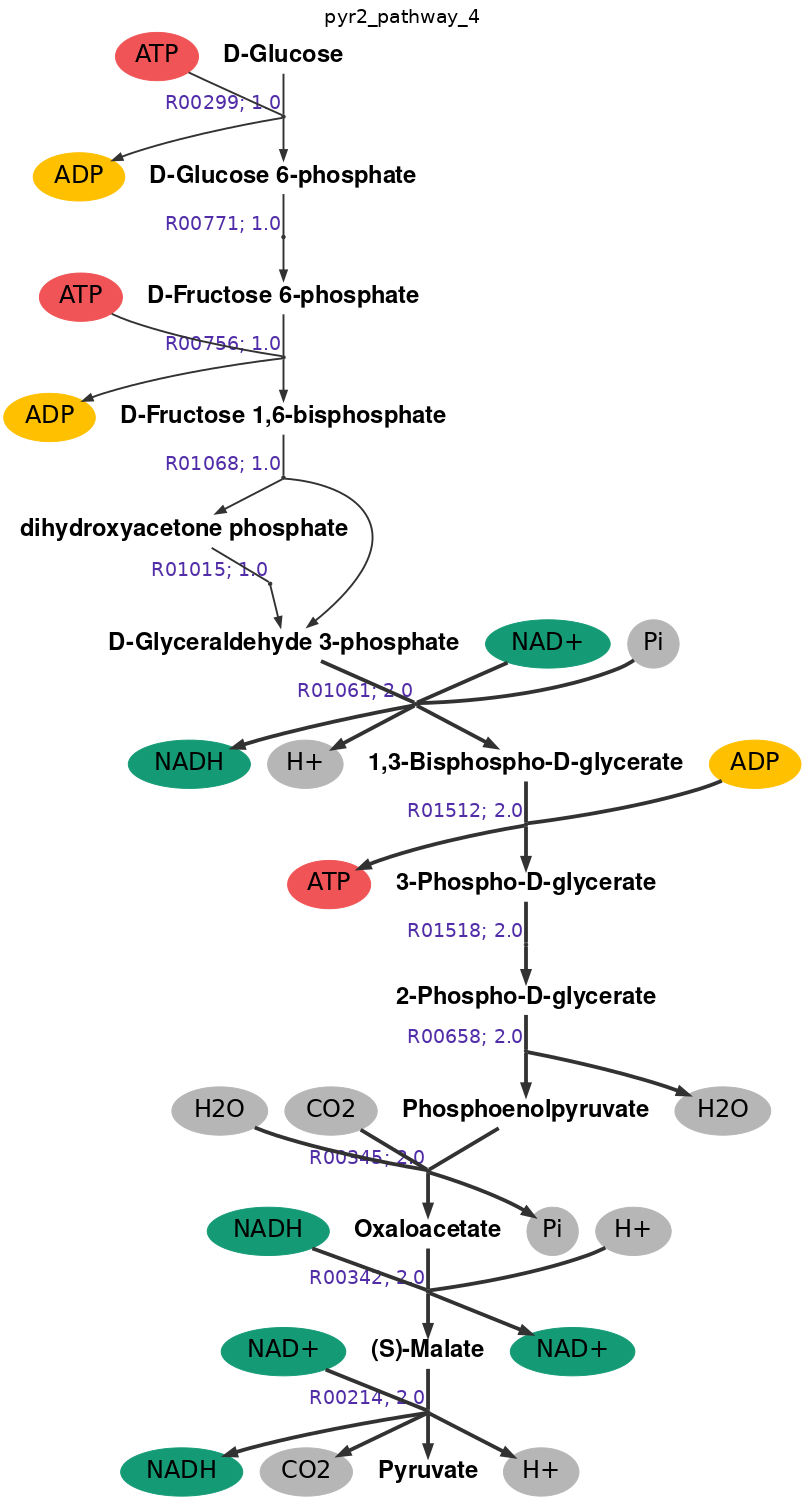 pyr2_pathway_4
ATP D-Glucose
R00299; 1.0
ADP D-Glucose 6-phosphate
R00771; 1.0
ATP D-Fructose 6-phosphate
R00756; 1.0
ADP D-Fructose 1,6-bisphosphate
R01068; 1.0
dihydroxyacetone phosphate
R01015; 1.0
D-Glyceraldehyde 3-phosphate NAD+ Pi
R01061; 2.0
NADH H+ 1,3-Bisphospho-D-glycerate ADP
R01512; 2.0
ATP 3-Phospho-D-glycerate
R01518; 2.0
2-Phospho-D-glycerate
R00658; 2.0
H2O CO2 Phosphoenolpyruvate H2O
R00345; 2.0
NADH Oxaloacetate Pi H+
R00342; 2.0
NAD+ (S)-Malate NAD+
R00214; 2.0
NADH CO2 Pyruvate H+